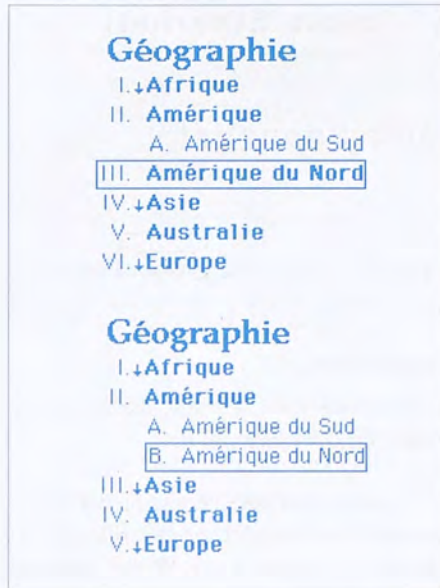 Géographie
I.↓Afrique
II. Amérique
A. Amérique du Sud
III. Amérique du Nord
IV.↓Asie
V. Australie
VI.↓Europe
Géographie
I.↓Afrique
II. Amérique
A. Amérique du Sud
B. Amérique du Nord
III.↓Asie
IV. Australie
V.↓Europe